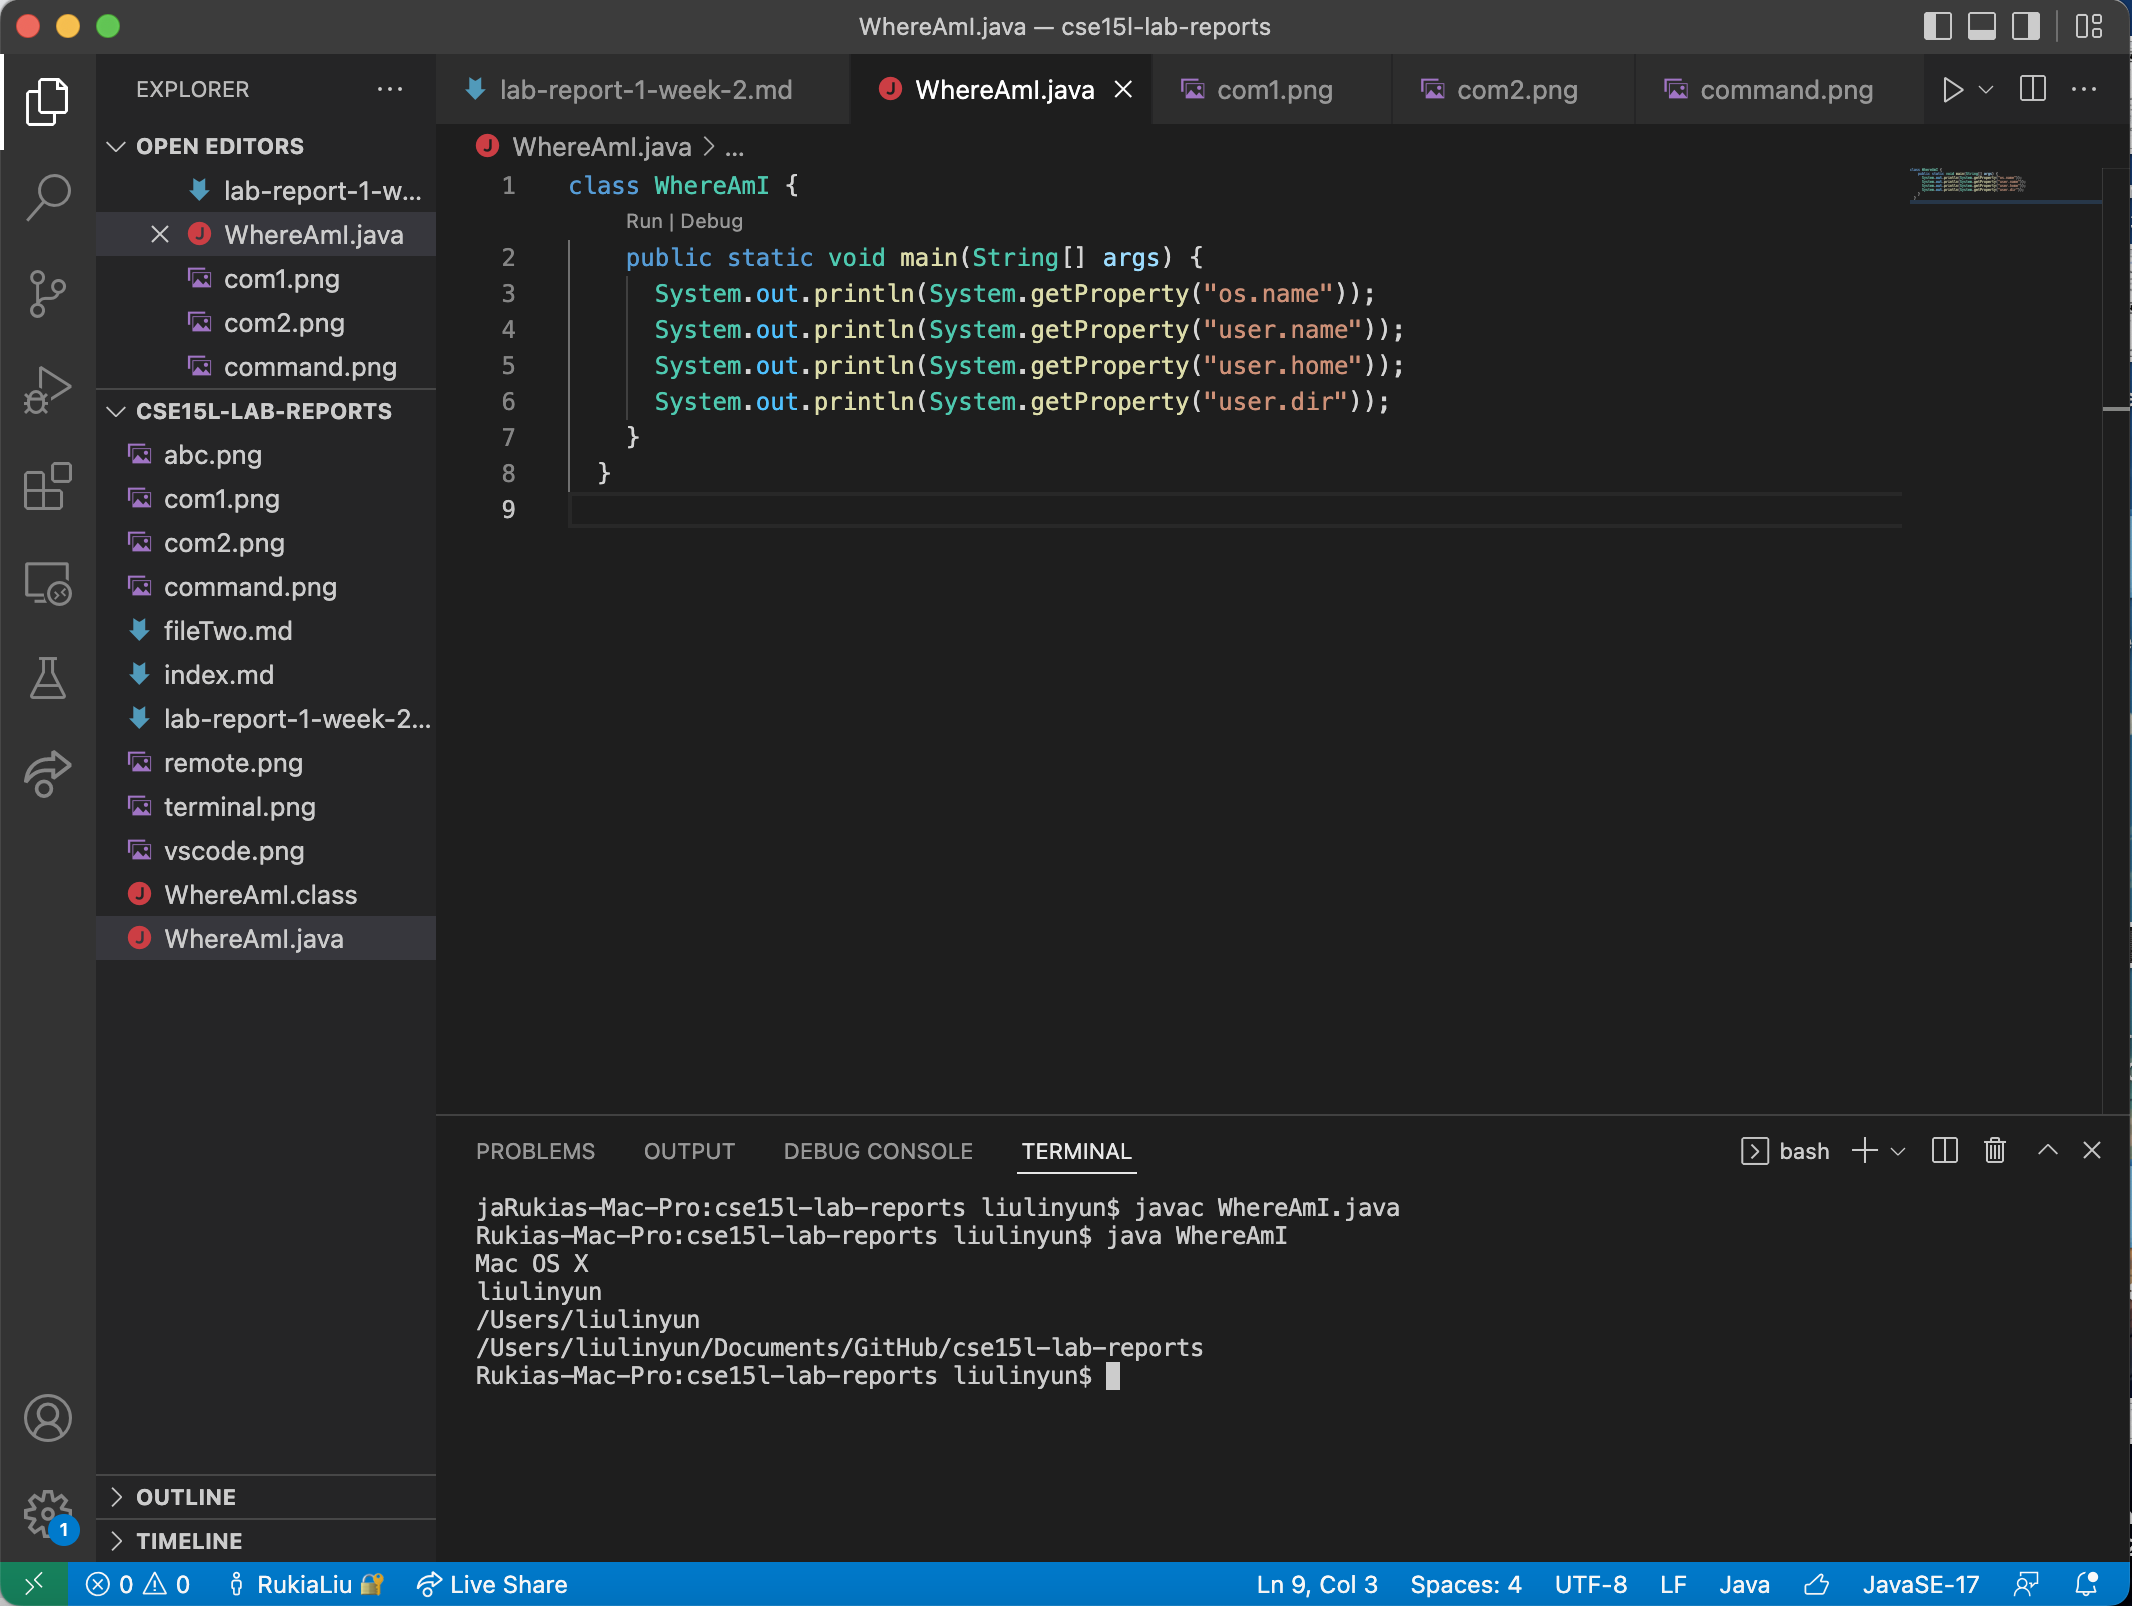 WhereAmI.java — cse15l-lab-reports
EXPLORER
OPEN EDITORS
lab-report-1-w...
WhereAmI.java
com1.png
com2.png
command.png
CSE15L-LAB-REPORTS
abc.png
com1.png
com2.png
command.png
fileTwo.md
index.md
lab-report-1-week-2...
remote.png
terminal.png
vscode.png
WhereAmI.class
WhereAmI.java
OUTLINE
TIMELINE
1
lab-report-1-week-2.md
WhereAmI.java
com1.png
com2.png
command.png
WhereAmI.java > ...
1 class WhereAmI {
Run | Debug
2 public static void main(String[] args) {
3 System.out.println(System.getProperty("os.name"));
4 System.out.println(System.getProperty("user.name"));
5 System.out.println(System.getProperty("user.home"));
6 System.out.println(System.getProperty("user.dir"));
7 }
8 }
9
PROBLEMS OUTPUT DEBUG CONSOLE TERMINAL bash
jaRukias-Mac-Pro:cse15l-lab-reports liulinyun$ javac WhereAmI.java
Rukias-Mac-Pro:cse15l-lab-reports liulinyun$ java WhereAmI
Mac OS X
liulinyun
/Users/liulinyun
/Users/liulinyun/Documents/GitHub/cse15l-lab-reports
Rukias-Mac-Pro:cse15l-lab-reports liulinyun$
0 0 RukiaLiu Live Share Ln 9, Col 3 Spaces: 4 UTF-8 LF Java JavaSE-17